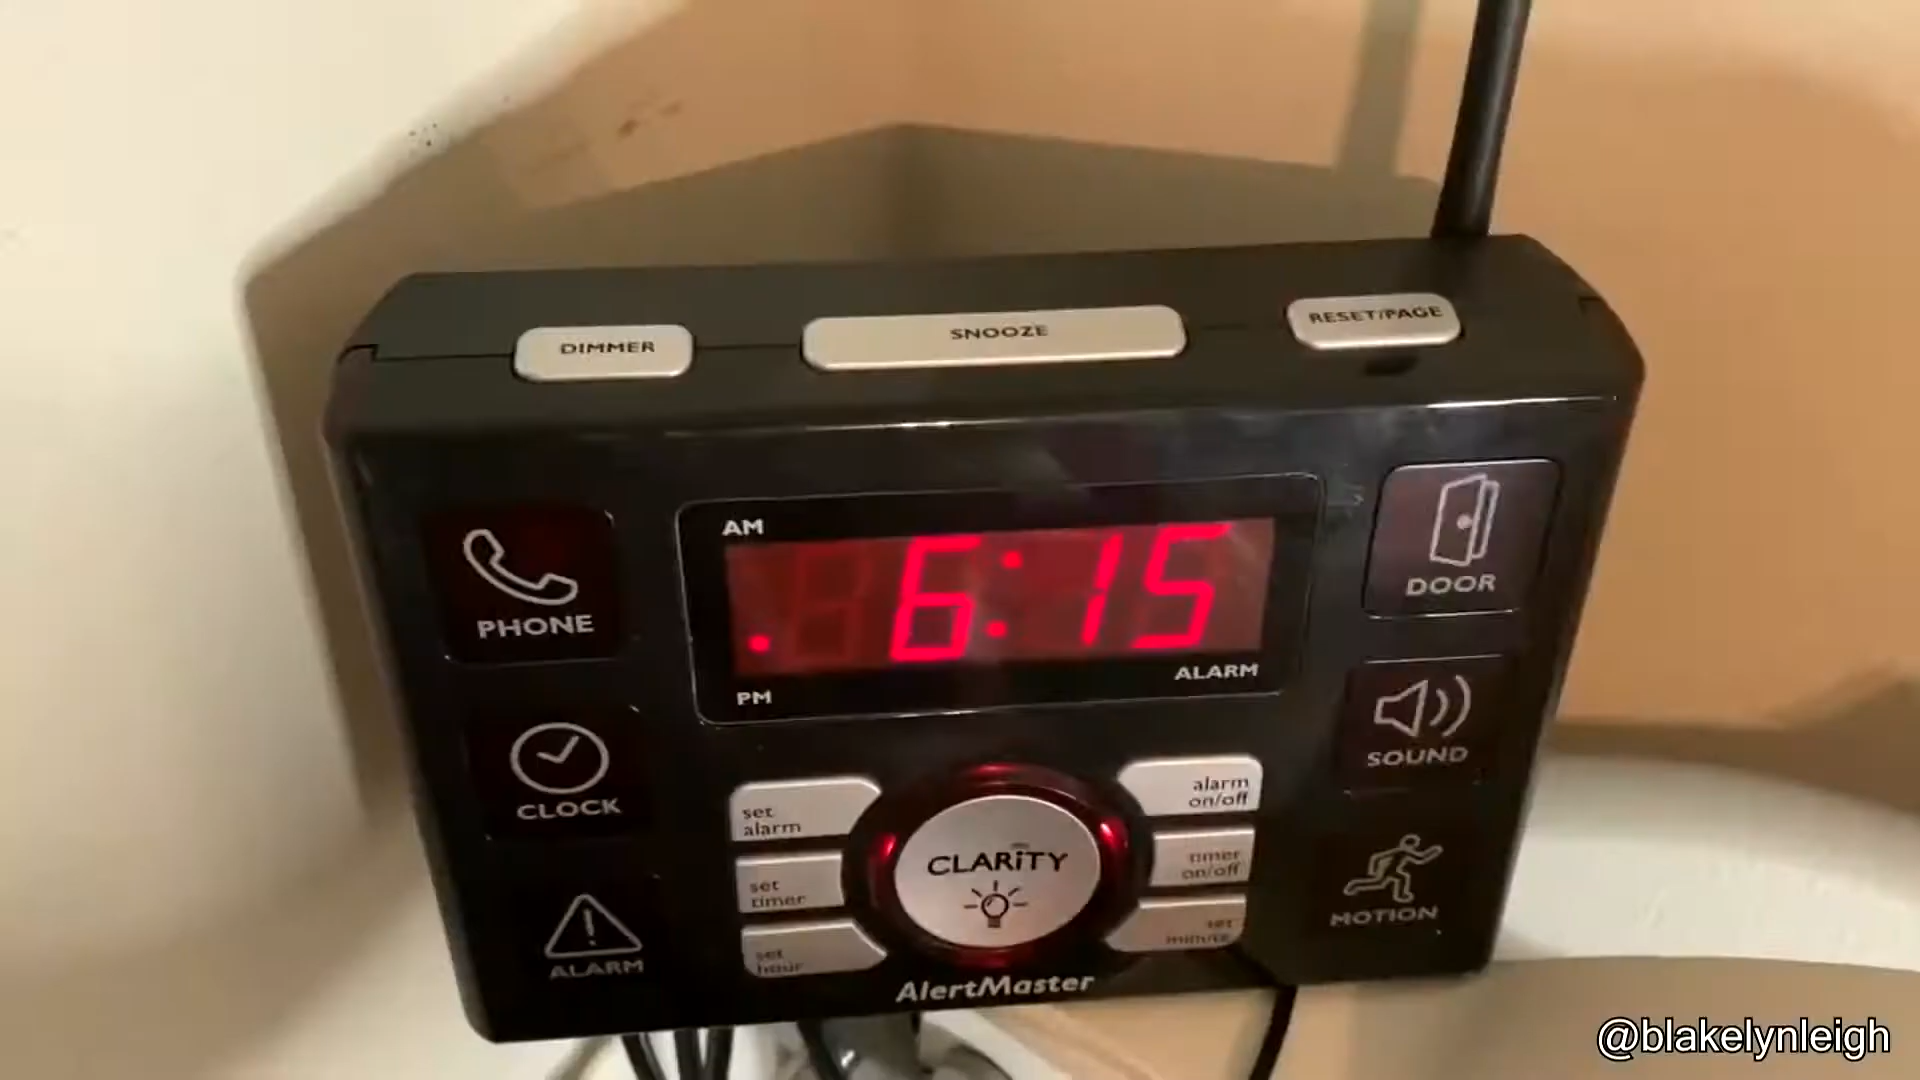 DIMMER
SNOOZE
RESET/PAGE
AM
6:15
PM
ALARM
PHONE
CLOCK
ALARM
DOOR
SOUND
MOTION
set
alarm
set
timer
set
hour
alarm
on/off
timer
on/off
set
minute
CLARiTY
AlertMaster
@blakelynleigh